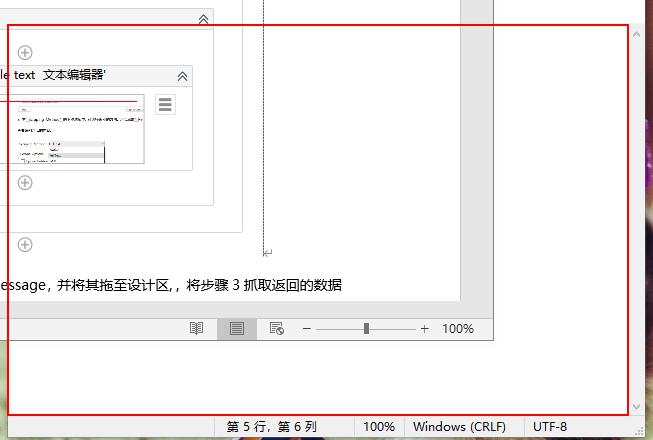 le text 文本编辑器'
essage，并将其拖至设计区,，将步骤 3 抓取返回的数据
100%
第 5 行，第 6 列
100%
Windows (CRLF)
UTF-8